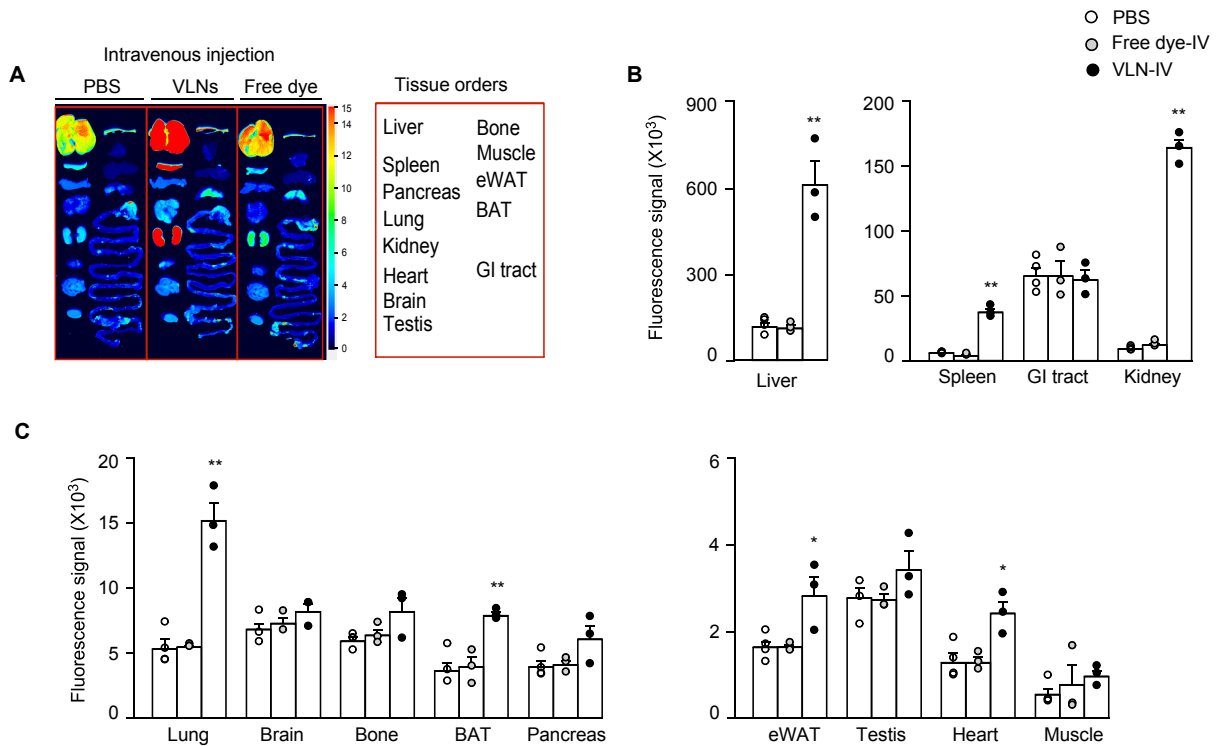 PBS
Free dye-IV
VLN-IV
Intravenous injection
A
PBS
VLNs
Free dye
15
14
12
10
8
6
5
4
2
0
Tissue orders
Liver
Spleen
Pancreas
Lung
Kidney
Heart
Brain
Testis
Bone
Muscle
eWAT
BAT
GI tract
B
Fluorescence signal (X10³)
900
600
300
0
**
Liver
200
150
100
50
0
**
**
Spleen GI tract Kidney
C
Fluorescence signal (X10³)
20
15
10
5
0
**
**
Lung Brain Bone BAT Pancreas
6
4
2
0
*
*
eWAT Testis Heart Muscle